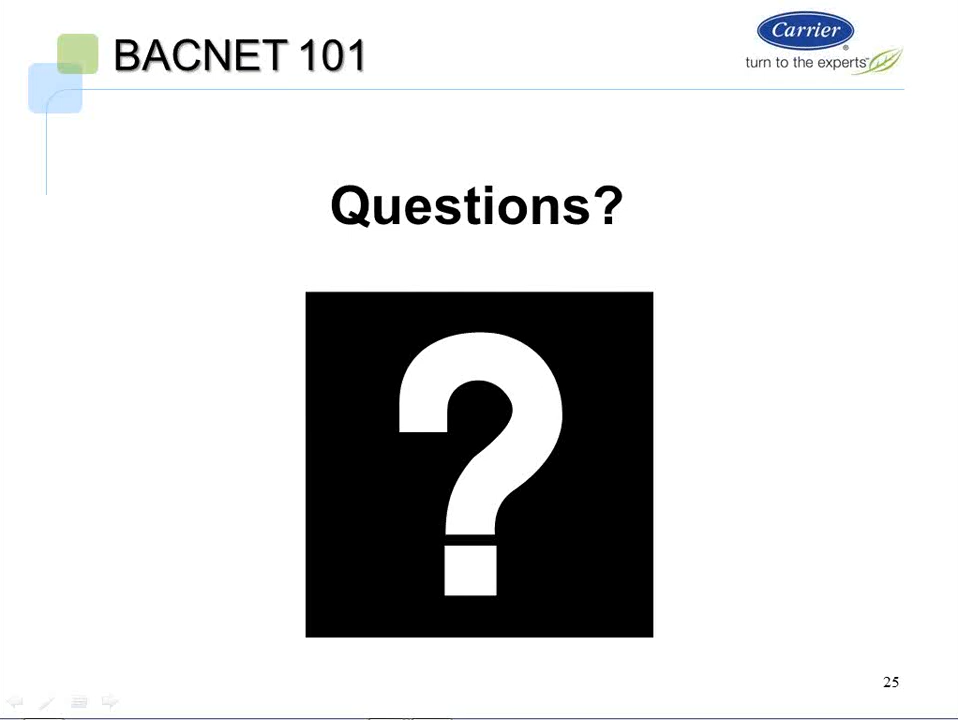 BACNET 101
Carrier
turn to the experts
Questions?
?
25